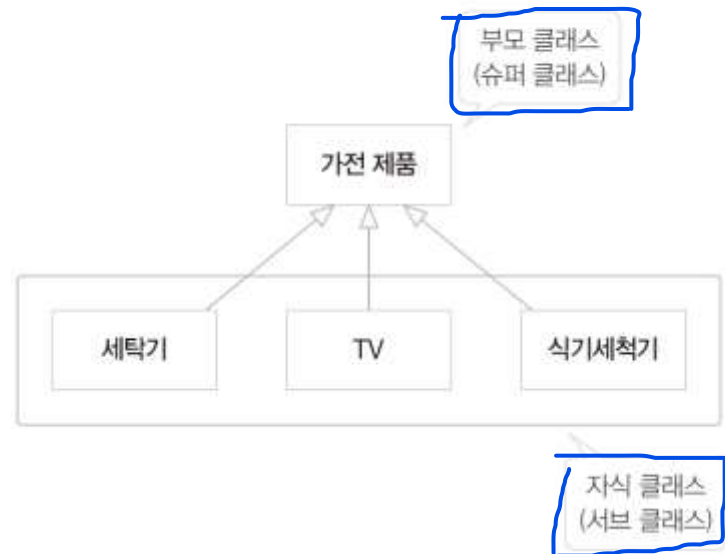 부모 클래스
(슈퍼 클래스)
가전 제품
세탁기
TV
식기세척기
자식 클래스
(서브 클래스)